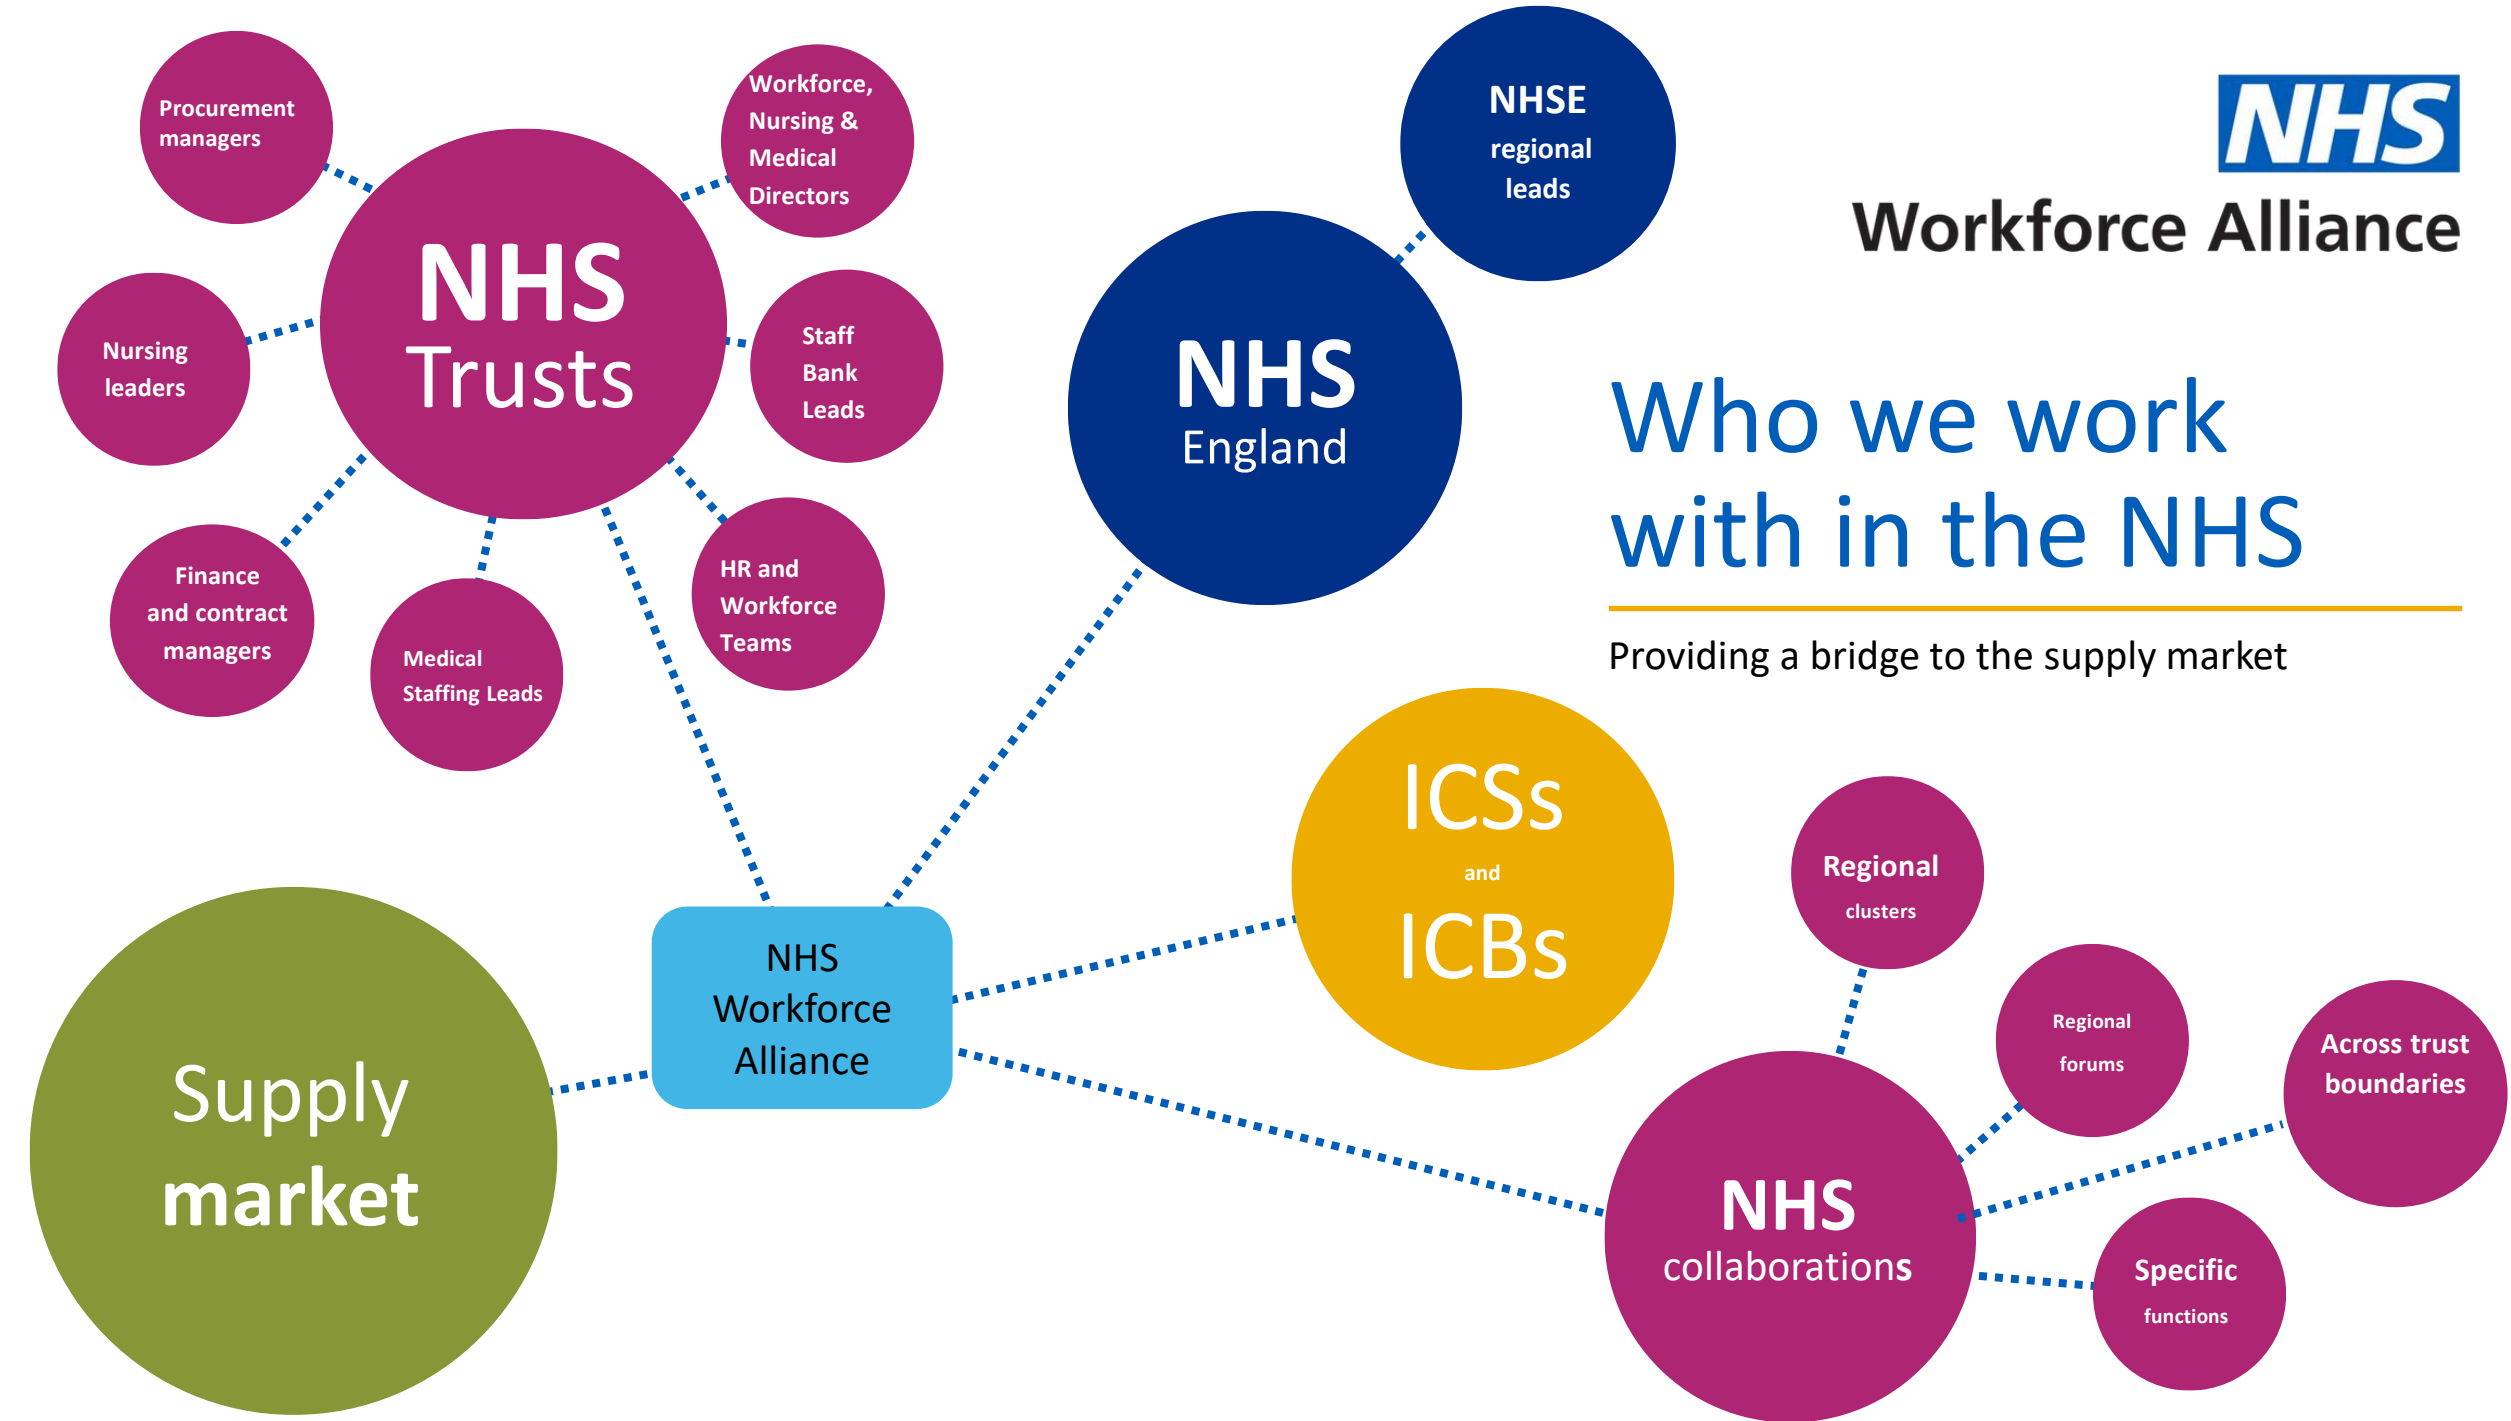 NHS
Workforce Alliance
Who we work
with in the NHS
Providing a bridge to the supply market
Procurement
managers
Workforce,
Nursing &
Medical
Directors
NHS
Trusts
Nursing
leaders
Staff
Bank
Leads
Finance
and contract
managers
Medical
Staffing Leads
HR and
Workforce
Teams
NHSE
regional
leads
NHS
England
ICSs
and
ICBs
NHS
Workforce
Alliance
Supply
market
Regional
clusters
Regional
forums
Across trust
boundaries
NHS
collaborations
Specific
functions